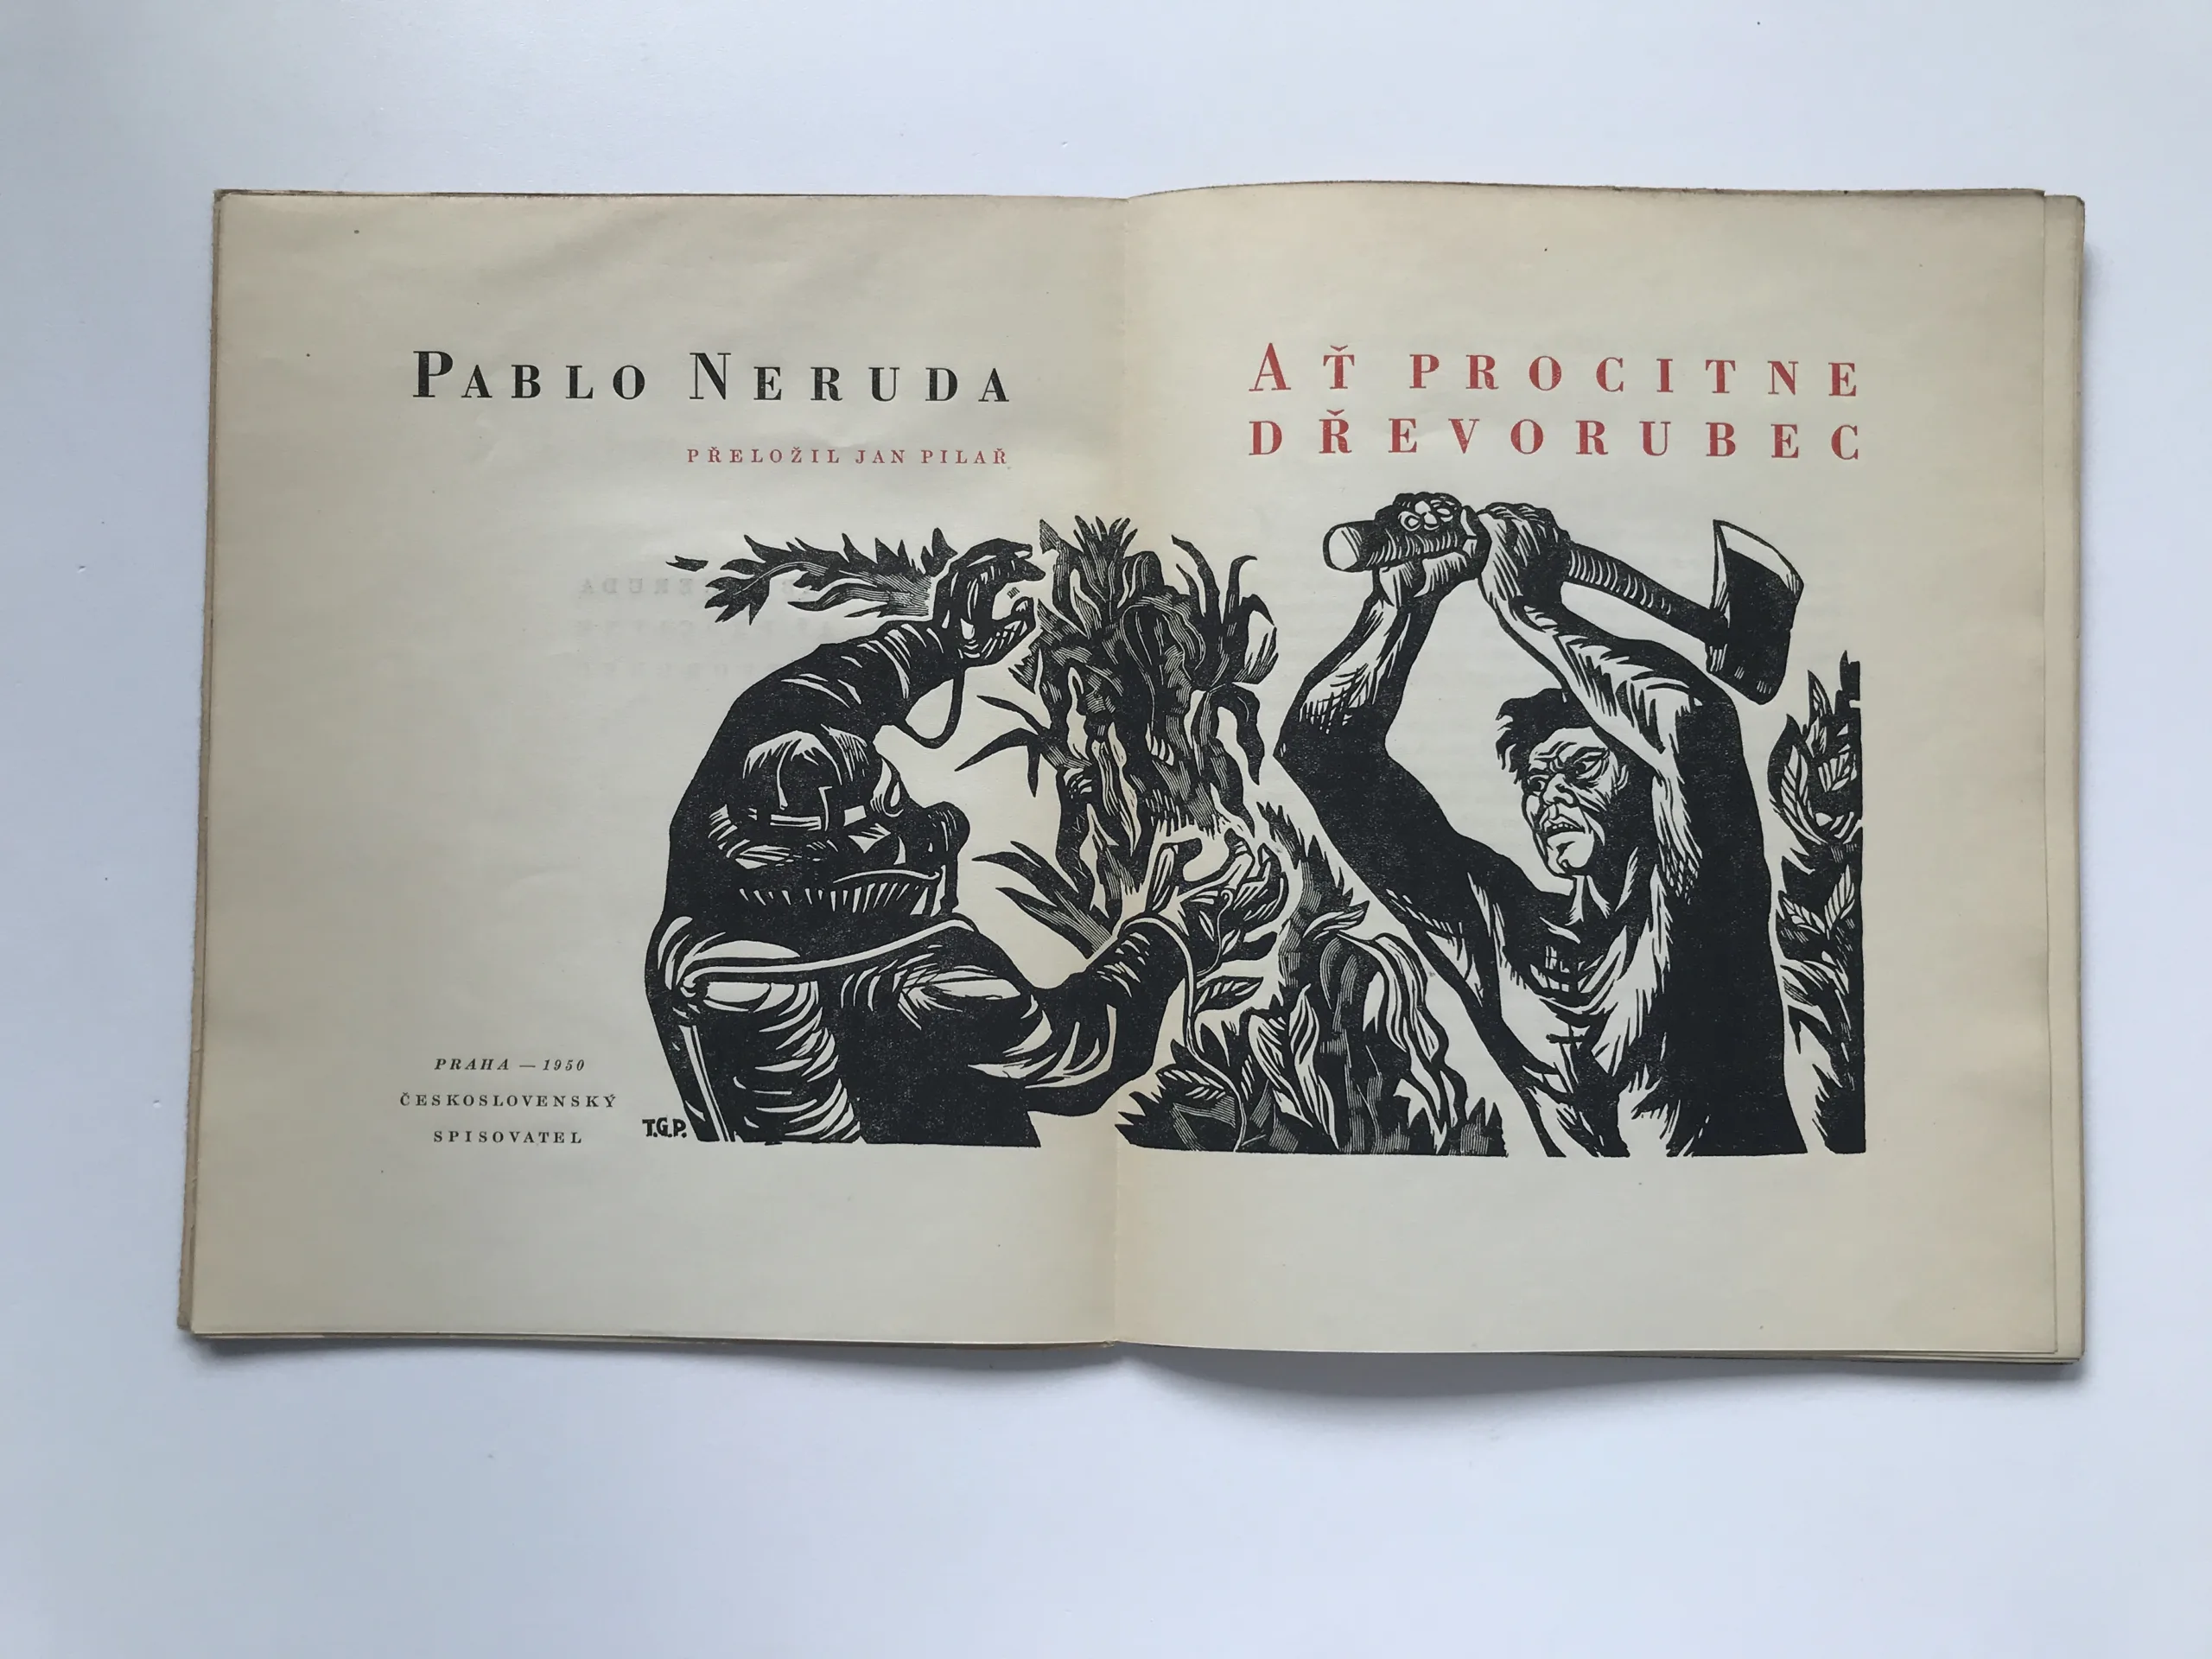 PABLO NERUDA
PŘELOŽIL JAN PILAŘ
PRAHA — 1950
ČESKOSLOVENSKÝ
SPISOVATEL
T.G.P.
AŤ PROCITNE
DŘEVORUBEC